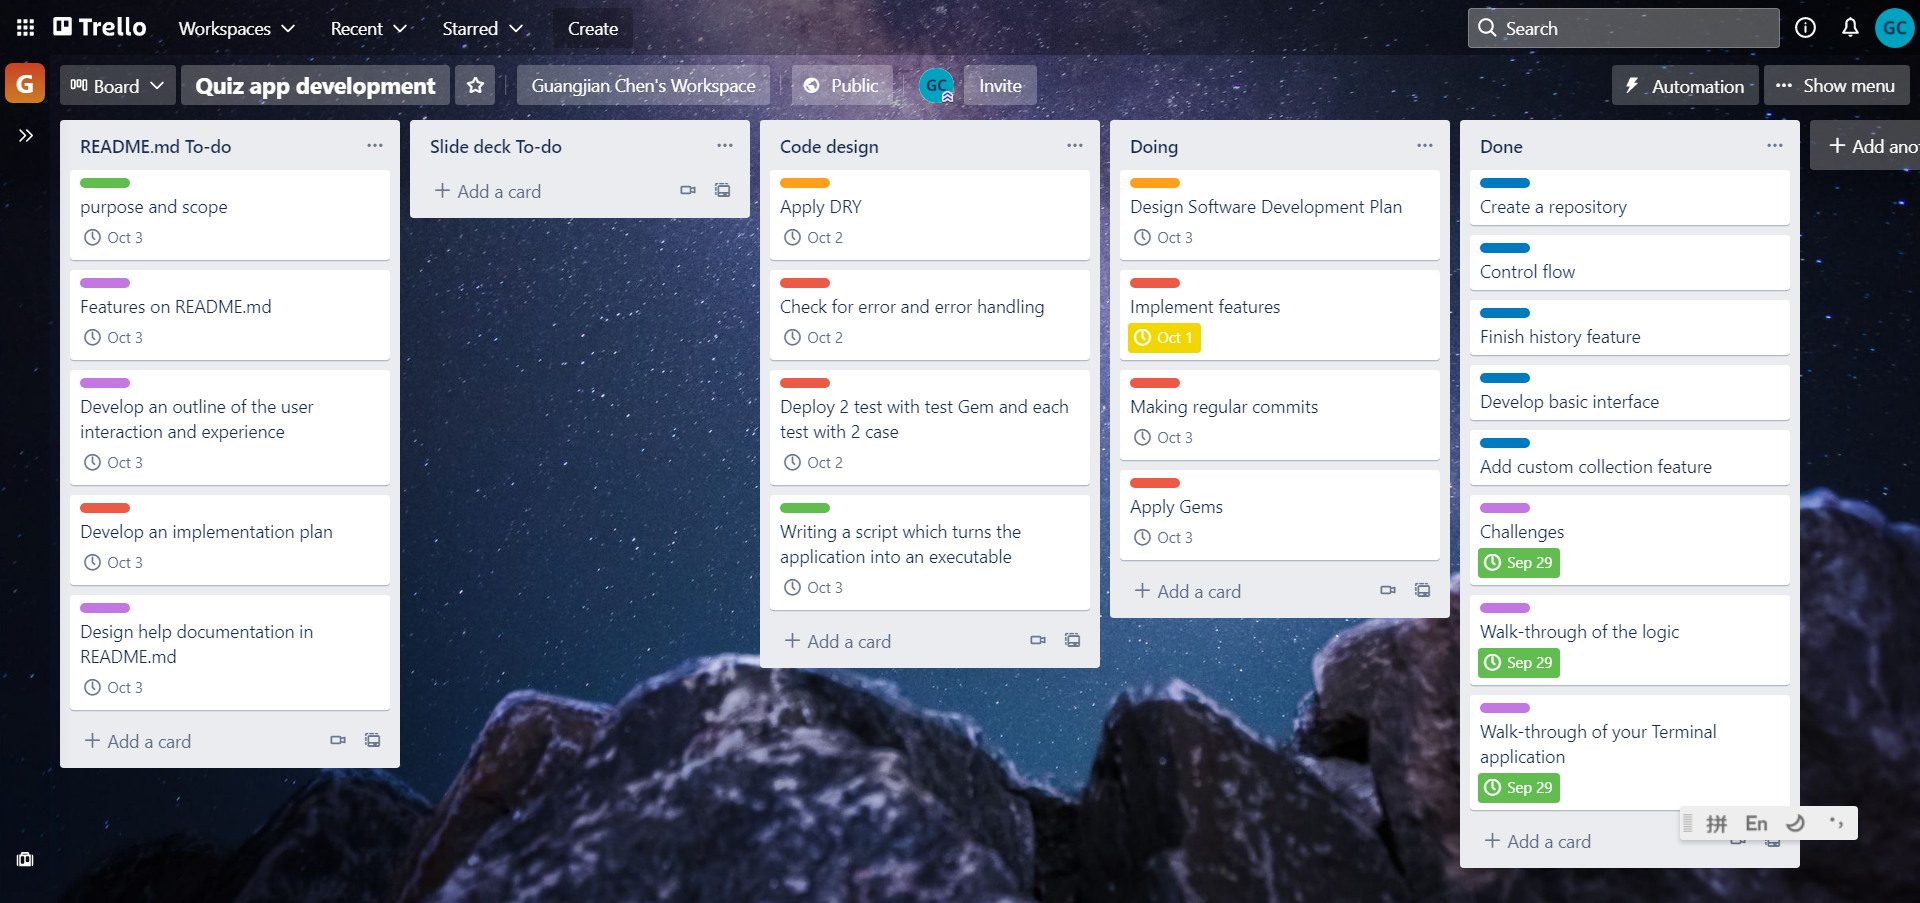 Trello
Workspaces
Recent
Starred
Create
Search
GC
G
Board
Quiz app development
Guangjian Chen's Workspace
Public
GC
Invite
Automation
Show menu
README.md To-do
purpose and scope
Oct 3
Features on README.md
Oct 3
Develop an outline of the user
interaction and experience
Oct 3
Develop an implementation plan
Oct 3
Design help documentation in
README.md
Oct 3
Add a card
Slide deck To-do
Add a card
Code design
Apply DRY
Oct 2
Check for error and error handling
Oct 2
Deploy 2 test with test Gem and each
test with 2 case
Oct 2
Writing a script which turns the
application into an executable
Oct 3
Add a card
Doing
Design Software Development Plan
Oct 3
Implement features
Oct 1
Making regular commits
Oct 3
Apply Gems
Oct 3
Add a card
Done
Create a repository
Control flow
Finish history feature
Develop basic interface
Add custom collection feature
Challenges
Sep 29
Walk-through of the logic
Sep 29
Walk-through of your Terminal
application
Sep 29
Add a card
Add ano
拼 En